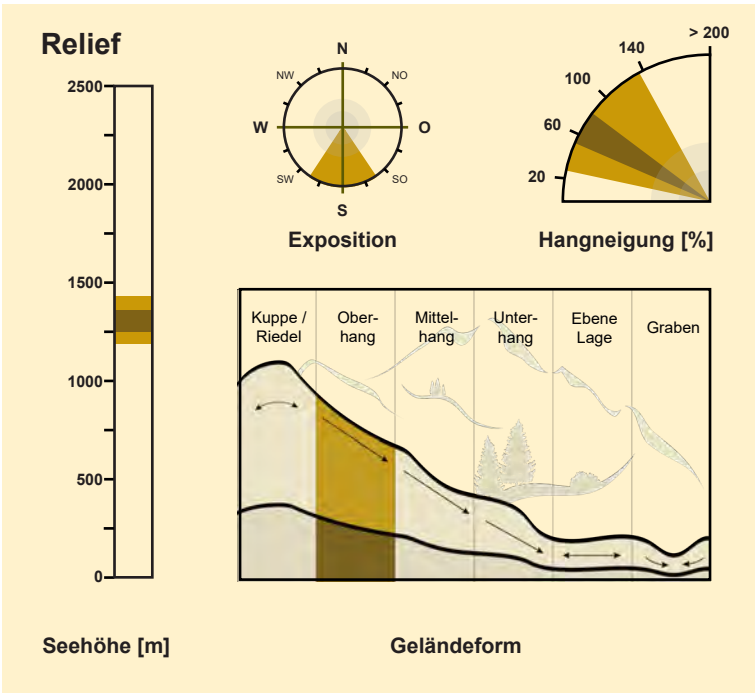 Relief
2500
2000
1500
1000
500
0
Seehöhe [m]
N
NW
NO
W
O
SW
SO
S
Exposition
> 200
140
100
60
20
Hangneigung [%]
Kuppe /
Riedel
Ober-
hang
Mittel-
hang
Unter-
hang
Ebene
Lage
Graben
Geländeform